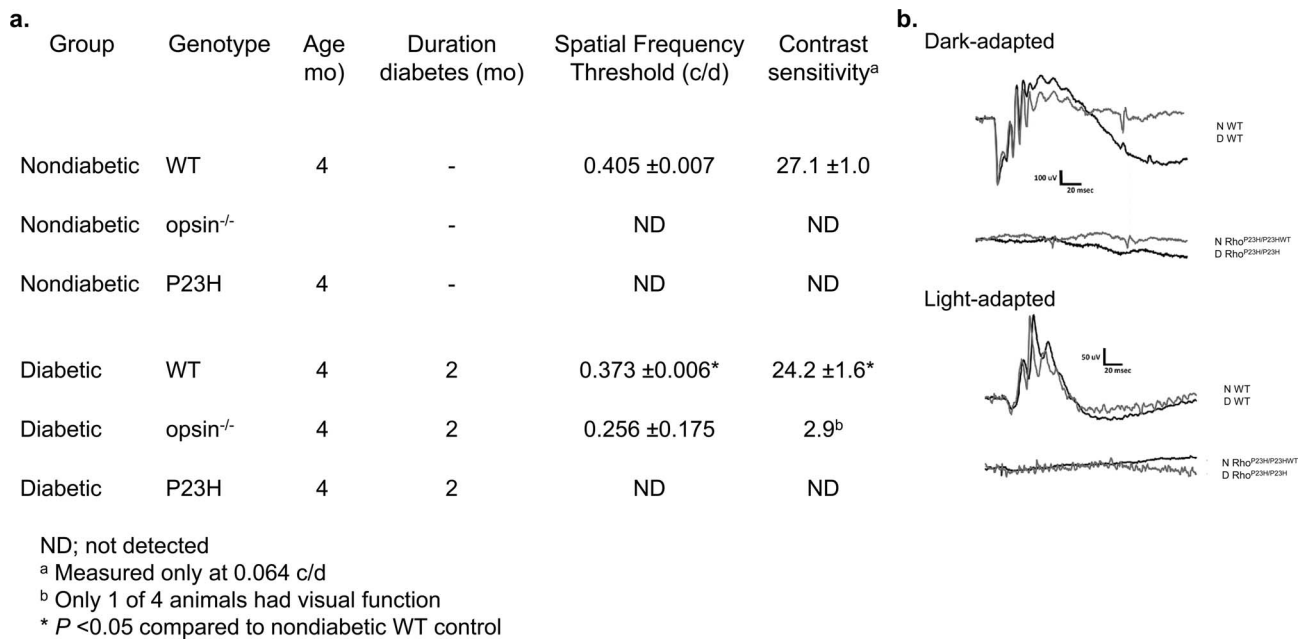 a.
Group Genotype Age mo) Duration diabetes (mo) Spatial Frequency Threshold (c/d) Contrast sensitivityᵃ
Nondiabetic WT 4 - 0.405 ±0.007 27.1 ±1.0
Nondiabetic opsin⁻/⁻ - ND ND
Nondiabetic P23H 4 - ND ND
Diabetic WT 4 2 0.373 ±0.006* 24.2 ±1.6*
Diabetic opsin⁻/⁻ 4 2 0.256 ±0.175 2.9ᵇ
Diabetic P23H 4 2 ND ND
ND; not detected
ᵃ Measured only at 0.064 c/d
ᵇ Only 1 of 4 animals had visual function
* P <0.05 compared to nondiabetic WT control
b.
Dark-adapted
N WT
D WT
100 uV
20 msec
N Rho^P23H/P23HWT
D Rho^P23H/P23H
Light-adapted
50 uV
20 msec
N WT
D WT
N Rho^P23H/P23HWT
D Rho^P23H/P23H